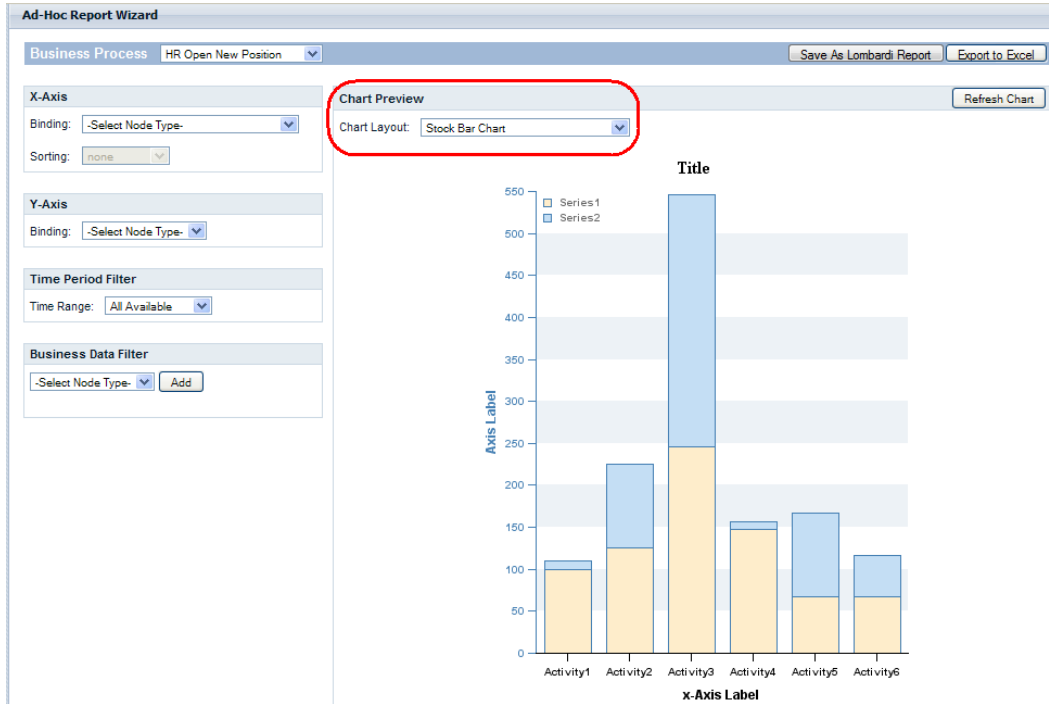 Ad-Hoc Report Wizard
Business Process HR Open New Position Save As Lombardi Report Export to Excel
X-Axis
Binding: -Select Node Type-
Sorting: none
Y-Axis
Binding: -Select Node Type-
Time Period Filter
Time Range: All Available
Business Data Filter
-Select Node Type- Add
Chart Preview Refresh Chart
Chart Layout: Stock Bar Chart
Title
Series1
Series2
550
500
450
400
350
300
250
200
150
100
50
0
Axis Label
Activity1 Activity2 Activity3 Activity4 Activity5 Activity6
x-Axis Label